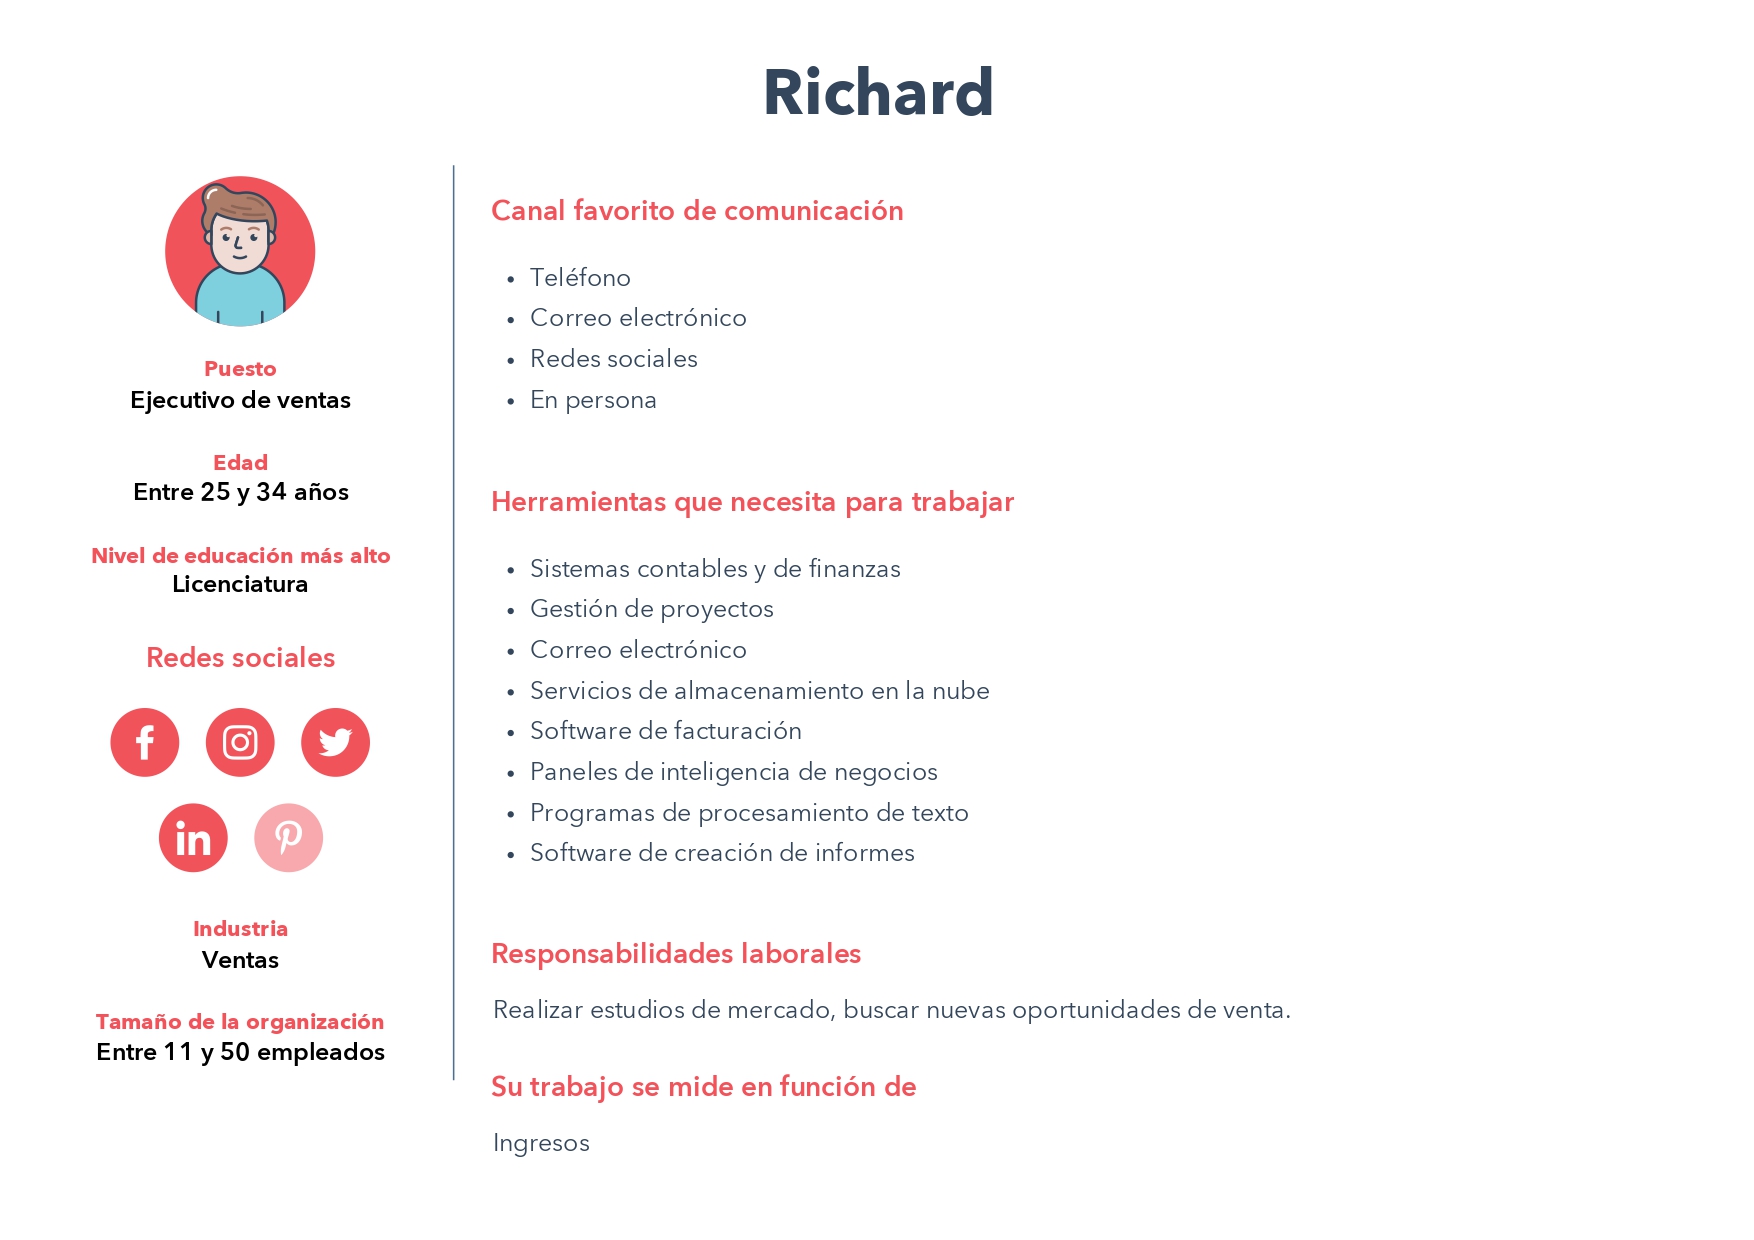 Richard
Puesto
Ejecutivo de ventas
Edad
Entre 25 y 34 años
Nivel de educación más alto
Licenciatura
Redes sociales
in
Industria
Ventas
Tamaño de la organización
Entre 11 y 50 empleados
Canal favorito de comunicación
• Teléfono
• Correo electrónico
• Redes sociales
• En persona
Herramientas que necesita para trabajar
• Sistemas contables y de finanzas
• Gestión de proyectos
• Correo electrónico
• Servicios de almacenamiento en la nube
• Software de facturación
• Paneles de inteligencia de negocios
• Programas de procesamiento de texto
• Software de creación de informes
Responsabilidades laborales
Realizar estudios de mercado, buscar nuevas oportunidades de venta.
Su trabajo se mide en función de
Ingresos